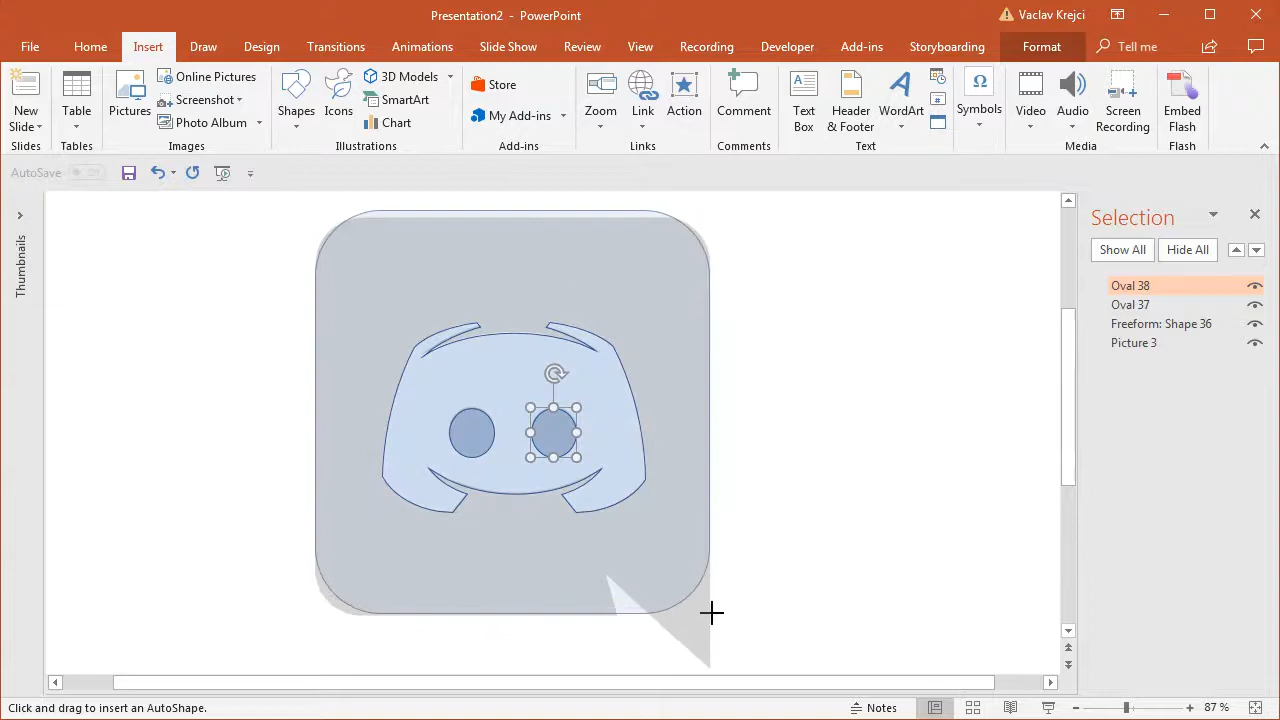 Presentation2 - PowerPoint
Vaclav Krejci
File Home Insert Draw Design Transitions Animations Slide Show Review View Recording Developer Add-ins Storyboarding Format Tell me
New Slide
Slides
Table
Tables
Pictures
Online Pictures
Screenshot
Photo Album
Images
Shapes
Icons
3D Models
SmartArt
Chart
Illustrations
Store
My Add-ins
Add-ins
Zoom
Link
Action
Links
Comment
Comments
Text Box
Header & Footer
WordArt
Text
Symbols
Video
Audio
Screen Recording
Media
Embed Flash
Flash
AutoSave
Off
Thumbnails
Selection
Show All
Hide All
Oval 38
Oval 37
Freeform: Shape 36
Picture 3
Click and drag to insert an AutoShape.
Notes
87 %